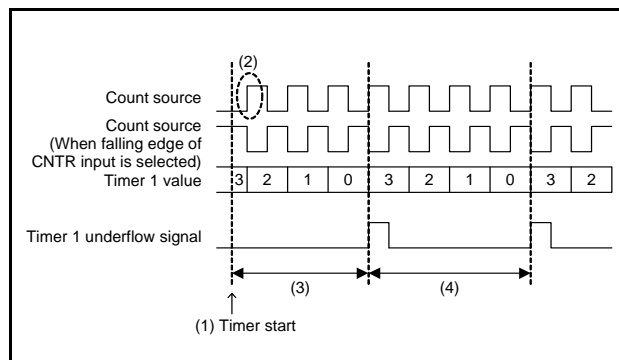 (2)
Count source
Count source
(When falling edge of
CNTR input is selected)
Timer 1 value 3 2 1 0 3 2 1 0 3 2
Timer 1 underflow signal
(3) (4)
(1) Timer start